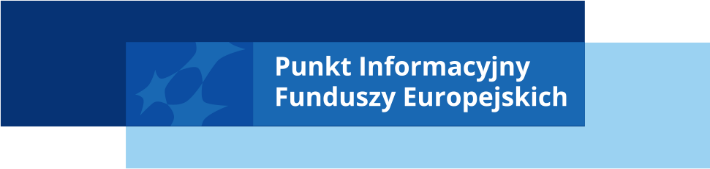 Punkt Informacyjny
Funduszy Europejskich